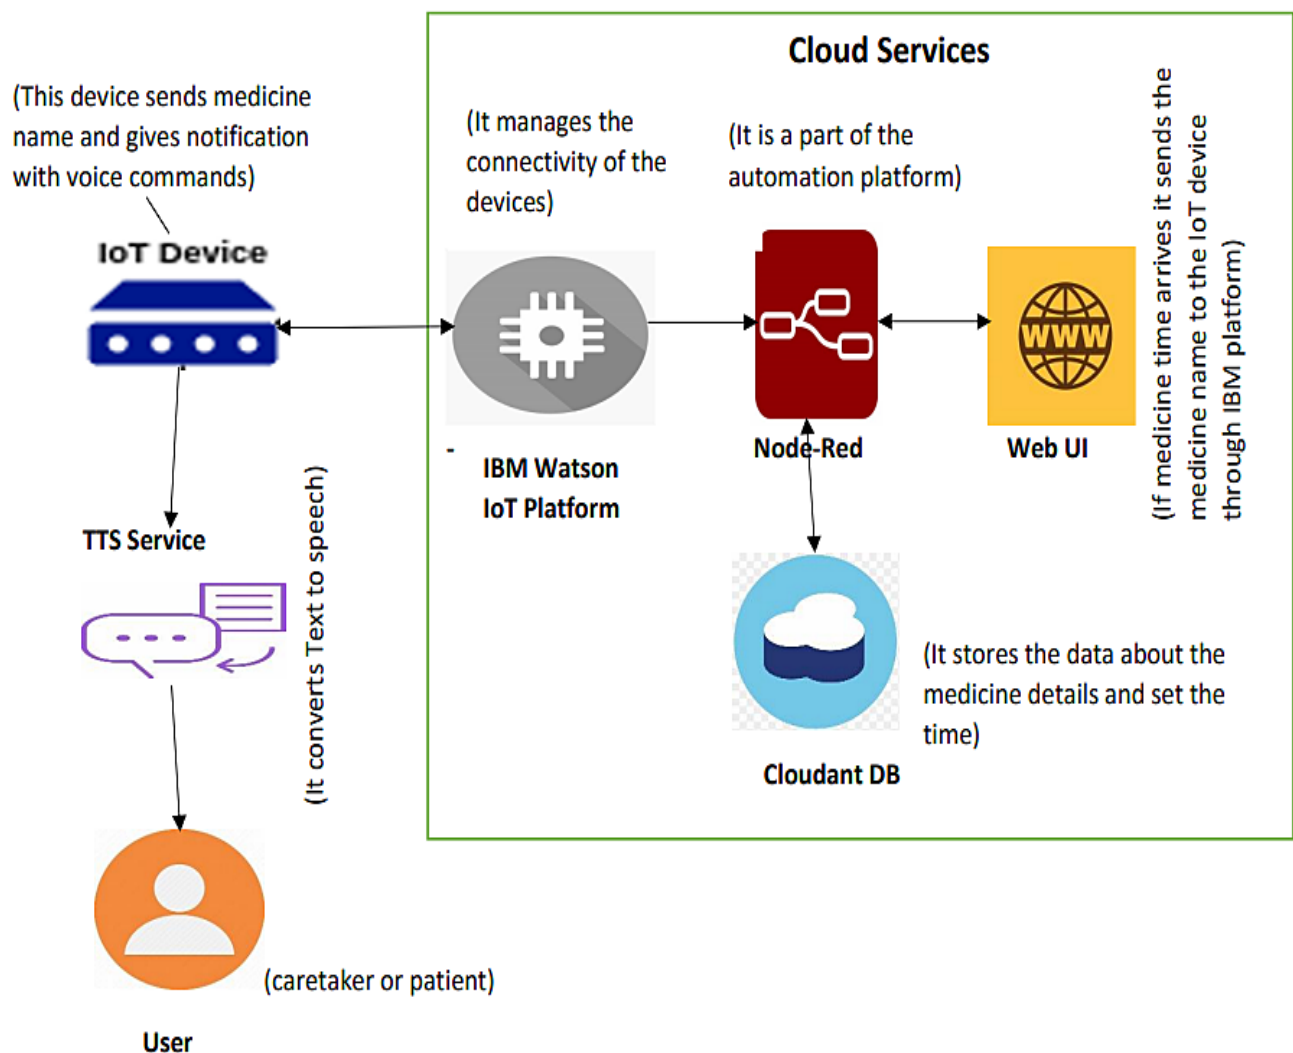 Cloud Services
(This device sends medicine
name and gives notification
with voice commands)
IoT Device
(It manages the
connectivity of the
devices)
(It is a part of the
automation platform)
(If medicine time arrives it sends the
medicine name to the IoT device
through IBM platform)
WWW
-
IBM Watson
IoT Platform
Node-Red
Web UI
TTS Service
(It converts Text to speech)
(It stores the data about the
medicine details and set the
time)
Cloudant DB
(caretaker or patient)
User